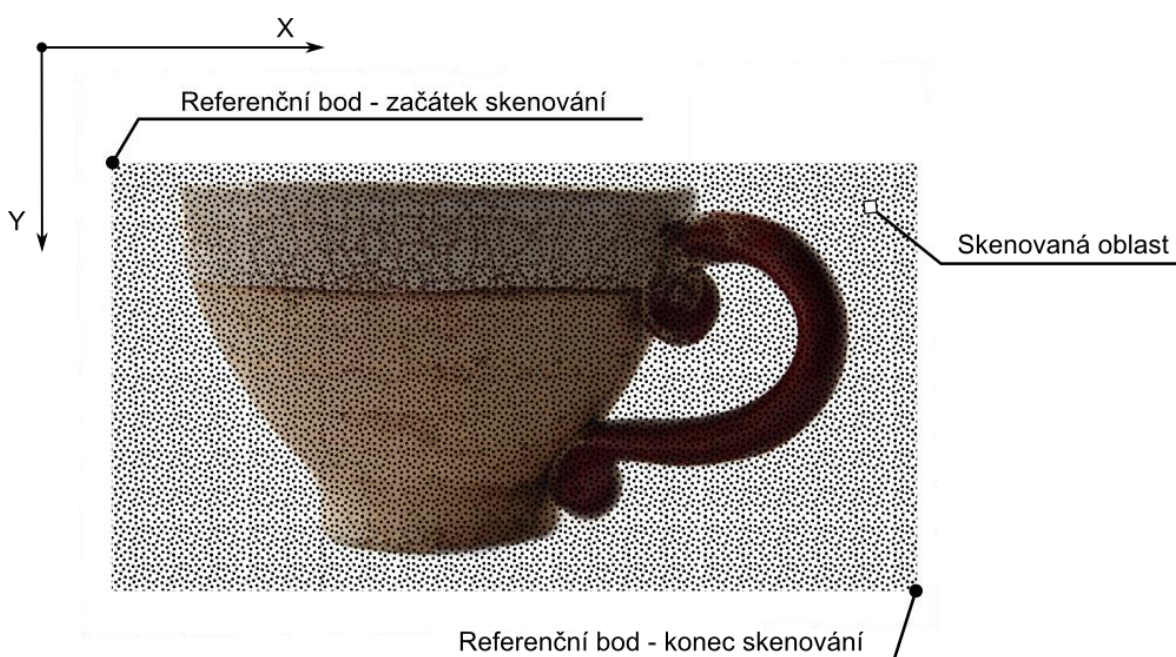 X
Referenční bod - začátek skenování
Y
Skenovaná oblast
Referenční bod - konec skenování